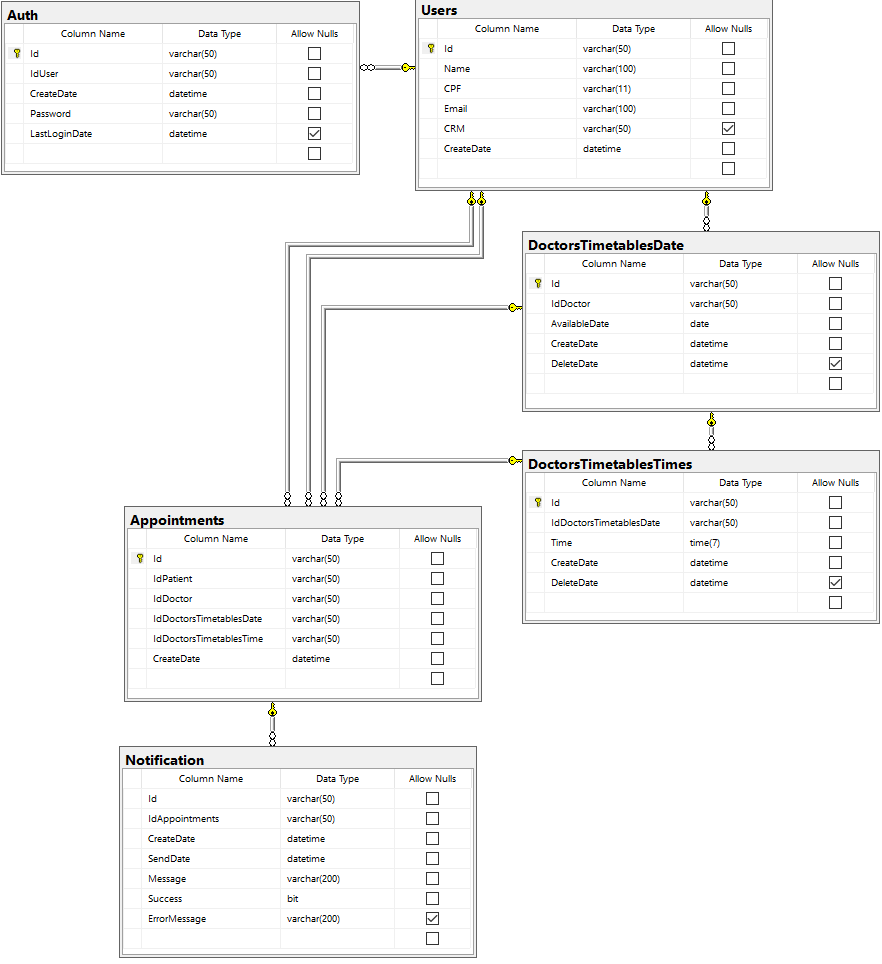 Auth
Column Name Data Type Allow Nulls
Id varchar(50)
IdUser varchar(50)
CreateDate datetime
Password varchar(50)
LastLoginDate datetime
Users
Column Name Data Type Allow Nulls
Id varchar(50)
Name varchar(100)
CPF varchar(11)
Email varchar(100)
CRM varchar(50)
CreateDate datetime
DoctorsTimetablesDate
Column Name Data Type Allow Nulls
Id varchar(50)
IdDoctor varchar(50)
AvailableDate date
CreateDate datetime
DeleteDate datetime
DoctorsTimetablesTimes
Column Name Data Type Allow Nulls
Id varchar(50)
IdDoctorsTimetablesDate varchar(50)
Time time(7)
CreateDate datetime
DeleteDate datetime
Appointments
Column Name Data Type Allow Nulls
Id varchar(50)
IdPatient varchar(50)
IdDoctor varchar(50)
IdDoctorsTimetablesDate varchar(50)
IdDoctorsTimetablesTime varchar(50)
CreateDate datetime
Notification
Column Name Data Type Allow Nulls
Id varchar(50)
IdAppointments varchar(50)
CreateDate datetime
SendDate datetime
Message varchar(200)
Success bit
ErrorMessage varchar(200)